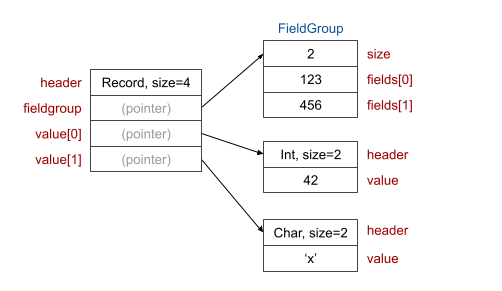 FieldGroup
2 size
header Record, size=4 123 fields[0]
fieldgroup (pointer) 456 fields[1]
value[0] (pointer)
value[1] (pointer) Int, size=2 header
42 value
Char, size=2 header
‘x’ value